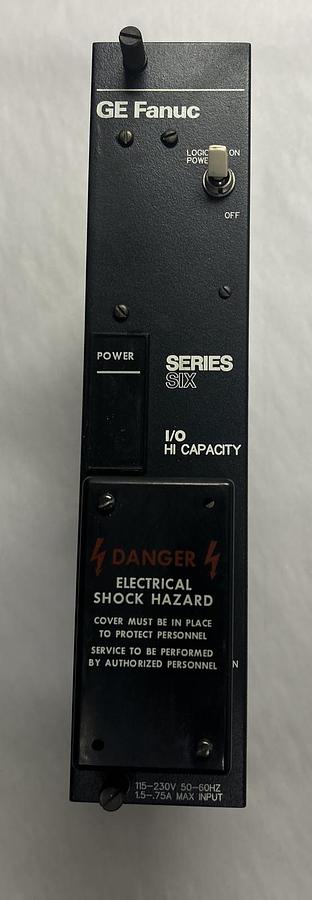 GE Fanuc
LOGIC ON
POWER
OFF
POWER
SERIES
SIX
I/O
HI CAPACITY
DANGER
ELECTRICAL
SHOCK HAZARD
COVER MUST BE IN PLACE
TO PROTECT PERSONNEL
SERVICE TO BE PERFORMED
BY AUTHORIZED PERSONNEL
115-230V 50-60HZ
1.5-.75A MAX INPUT